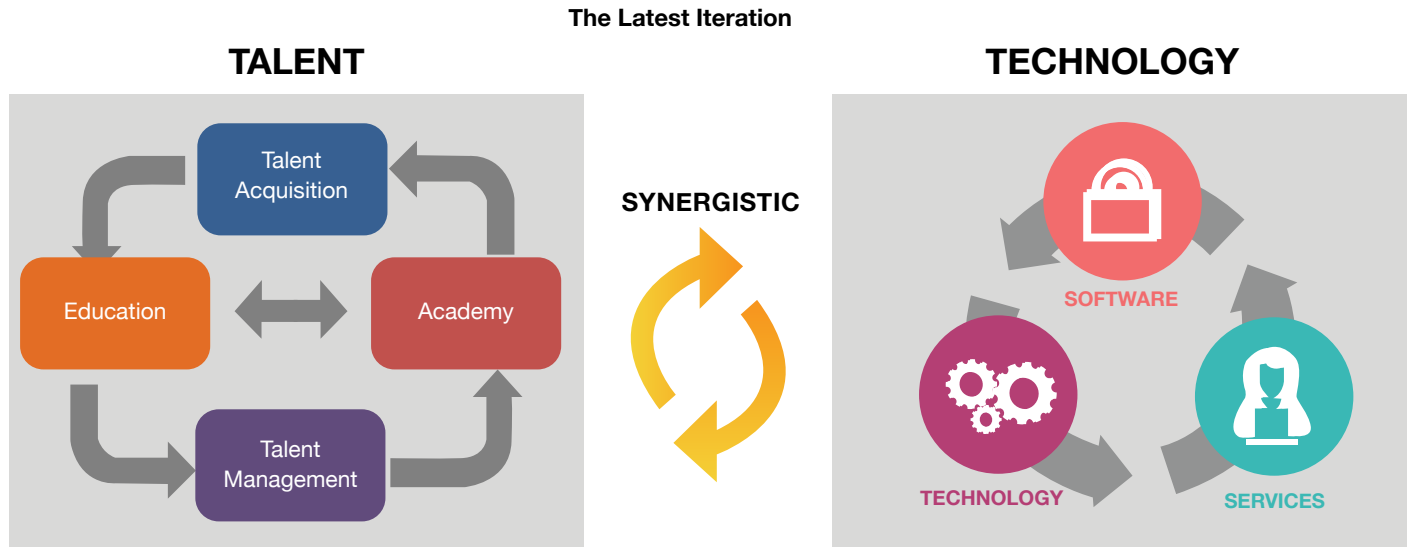 The Latest Iteration
TALENT
Talent
Acquisition
Education
Academy
Talent
Management
SYNERGISTIC
TECHNOLOGY
SOFTWARE
TECHNOLOGY
SERVICES